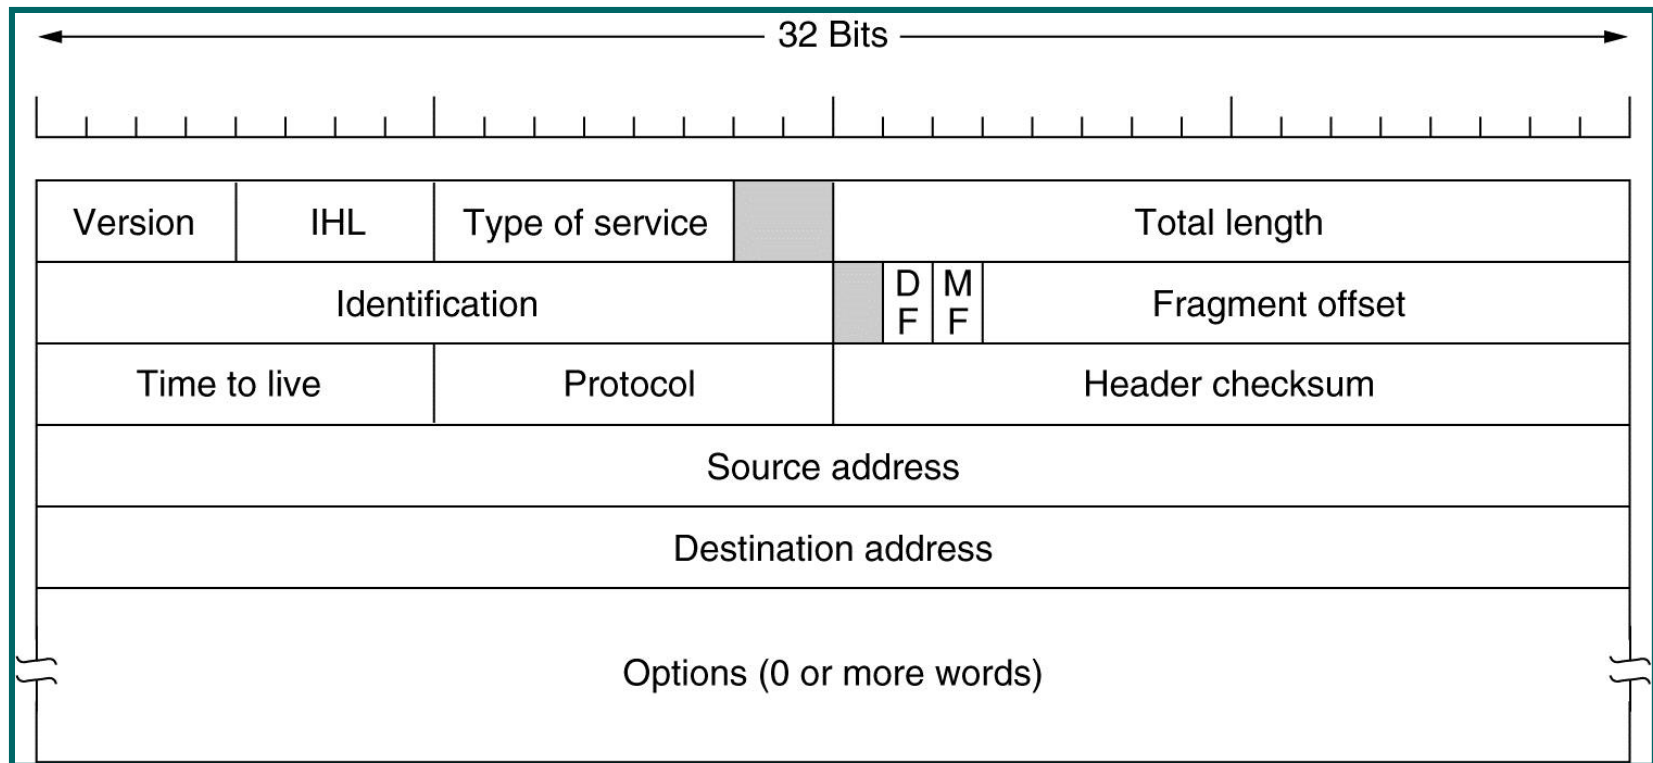 32 Bits
Version IHL Type of service Total length
Identification D F M F Fragment offset
Time to live Protocol Header checksum
Source address
Destination address
Options (0 or more words)